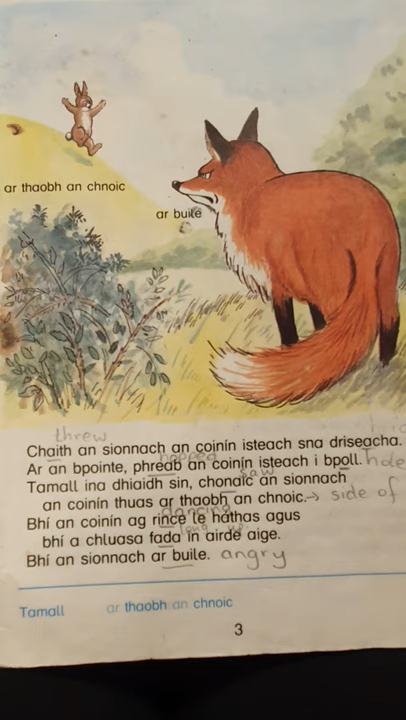 ar thaobh an chnoic
ar buile
threw
Chaith an sionnach an coinín isteach sna driseacha.
hopped
Ar an bpointe, phreab an coinín isteach i bpoll. hole
saw
Tamall ina dhiaidh sin, chonaic an sionnach
an coinín thuas ar thaobh an chnoic. → side of
dancing
Bhí an coinín ag rince le háthas agus
long up
bhí a chluasa fada in airde aige.
Bhí an sionnach ar buile. angry
Tamall ar thaobh an chnoic
3